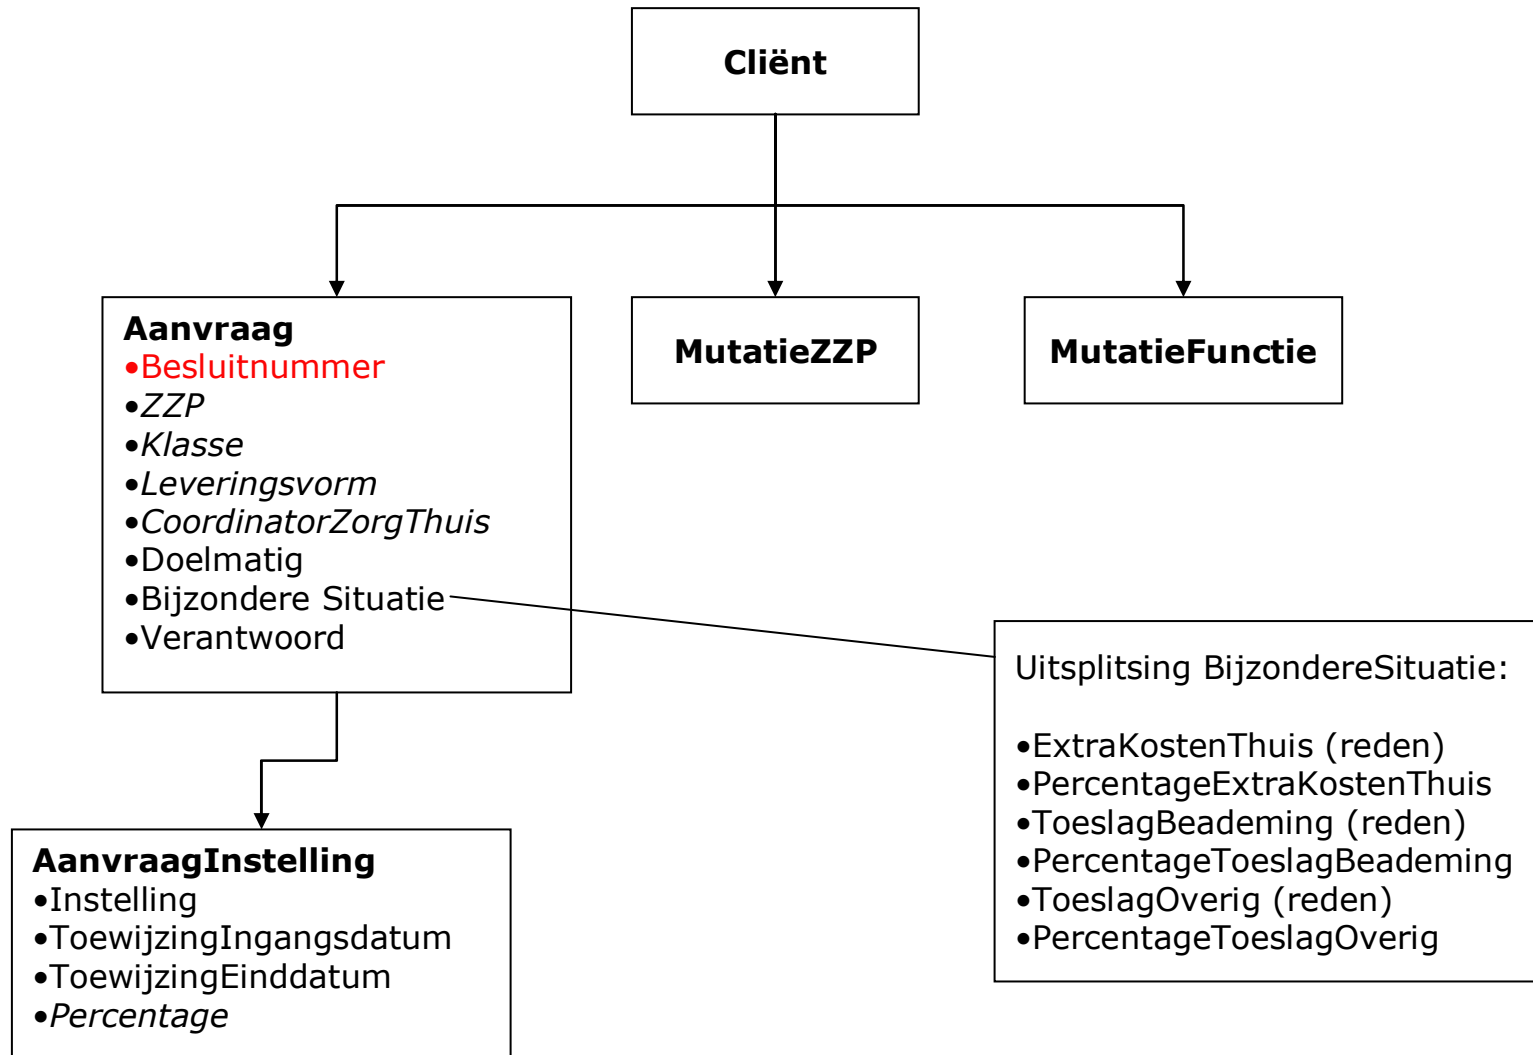 Cliënt
Aanvraag
•Besluitnummer
•ZZP
•Klasse
•Leveringsvorm
•CoordinatorZorgThuis
•Doelmatig
•Bijzondere Situatie
•Verantwoord
MutatieZZP
MutatieFunctie
Uitsplitsing BijzondereSituatie:
•ExtraKostenThuis (reden)
•PercentageExtraKostenThuis
•ToeslagBeademing (reden)
•PercentageToeslagBeademing
•ToeslagOverig (reden)
•PercentageToeslagOverig
AanvraagInstelling
•Instelling
•ToewijzingIngangsdatum
•ToewijzingEinddatum
•Percentage